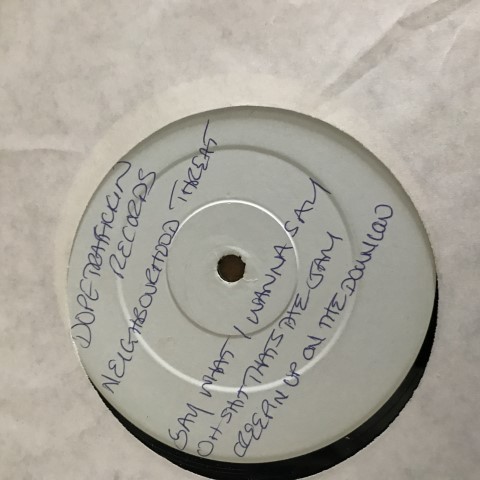 DOPETRAFFICKIN
RECORDS
NEIGHBOURHOOD THREAT
SAY WHAT I WANNA SAY
OH SHIT THATS THE JAM
CREEPIN UP ON THE DOWNLOW